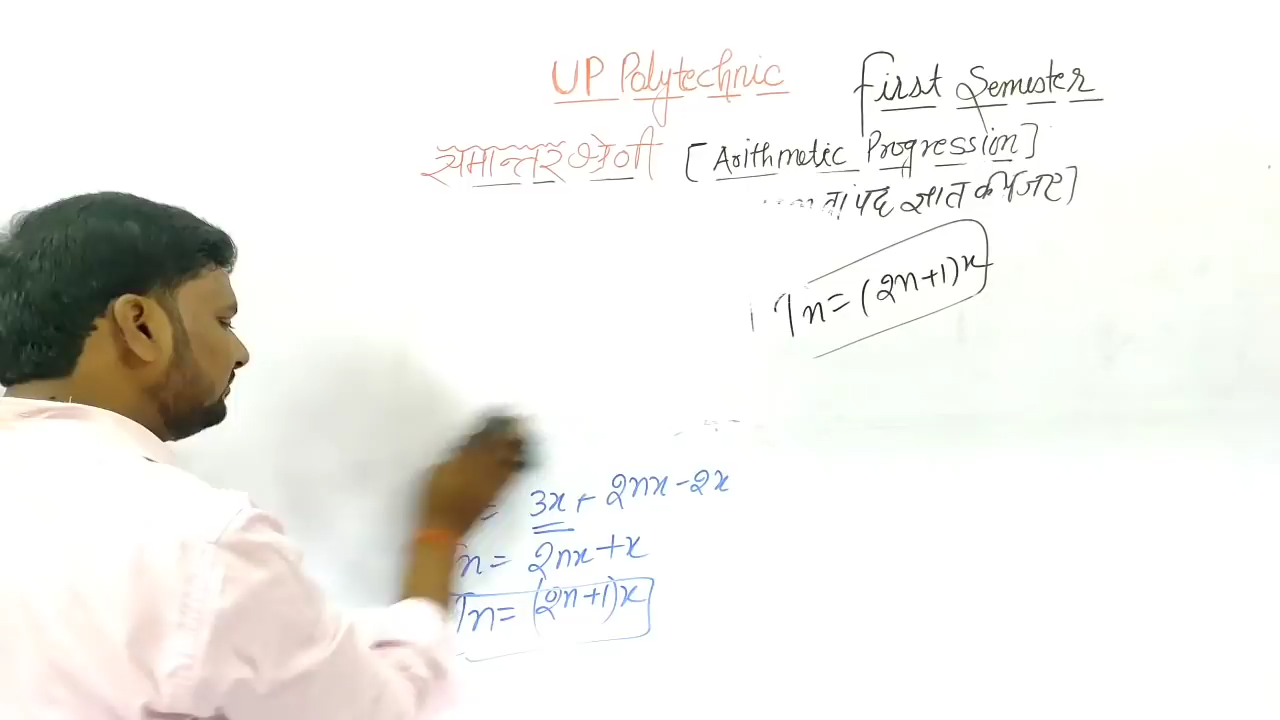 UP Polytechnic First Semester
समान्तर श्रेणी [Arithmetic Progression]
पद ज्ञात कीजिए]
Tn = (2n+1)x
= 3x + 2nx - 2x
n = 2nx + x
Tn = (2n+1)x